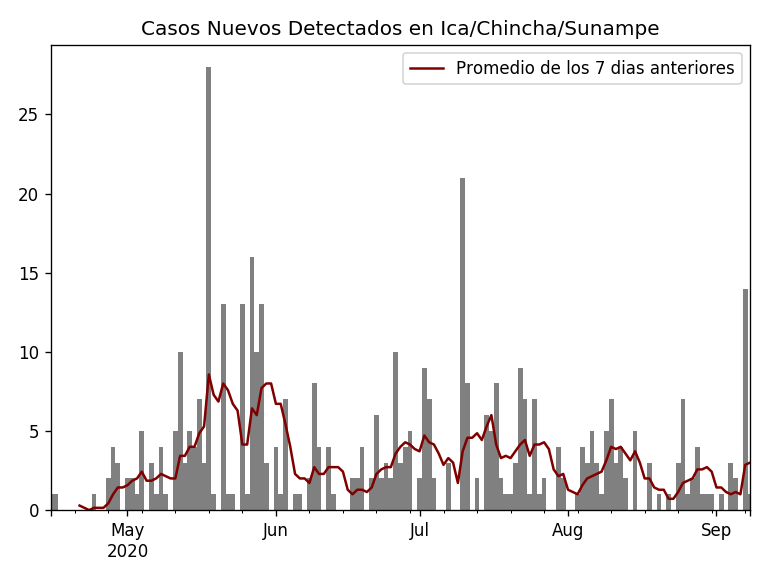 Casos Nuevos Detectados en Ica/Chincha/Sunampe
Promedio de los 7 dias anteriores
25
20
15
10
5
0
May Jun Jul Aug Sep
2020